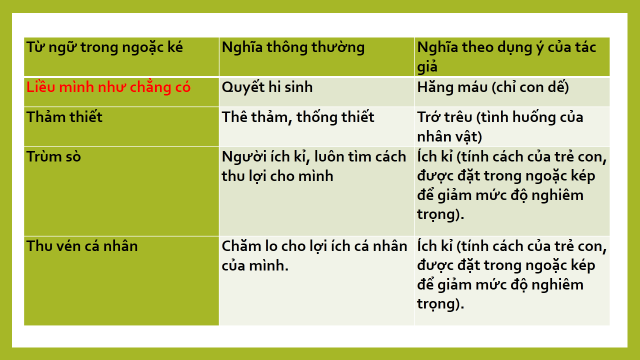 Từ ngữ trong ngoặc ké
Nghĩa thông thường
Nghĩa theo dụng ý của tác
giả
Liều mình như chẳng có
Quyết hi sinh
Hăng máu (chỉ con dế)
Thảm thiết
Thê thảm, thống thiết
Trớ trêu (tình huống của
nhân vật)
Trùm sò
Người ích kỉ, luôn tìm cách
thu lợi cho mình
Ích kỉ (tính cách của trẻ con,
được đặt trong ngoặc kép
để giảm mức độ nghiêm
trọng).
Thu vén cá nhân
Chăm lo cho lợi ích cá nhân
của mình.
Ích kỉ (tính cách của trẻ con,
được đặt trong ngoặc kép
để giảm mức độ nghiêm
trọng).